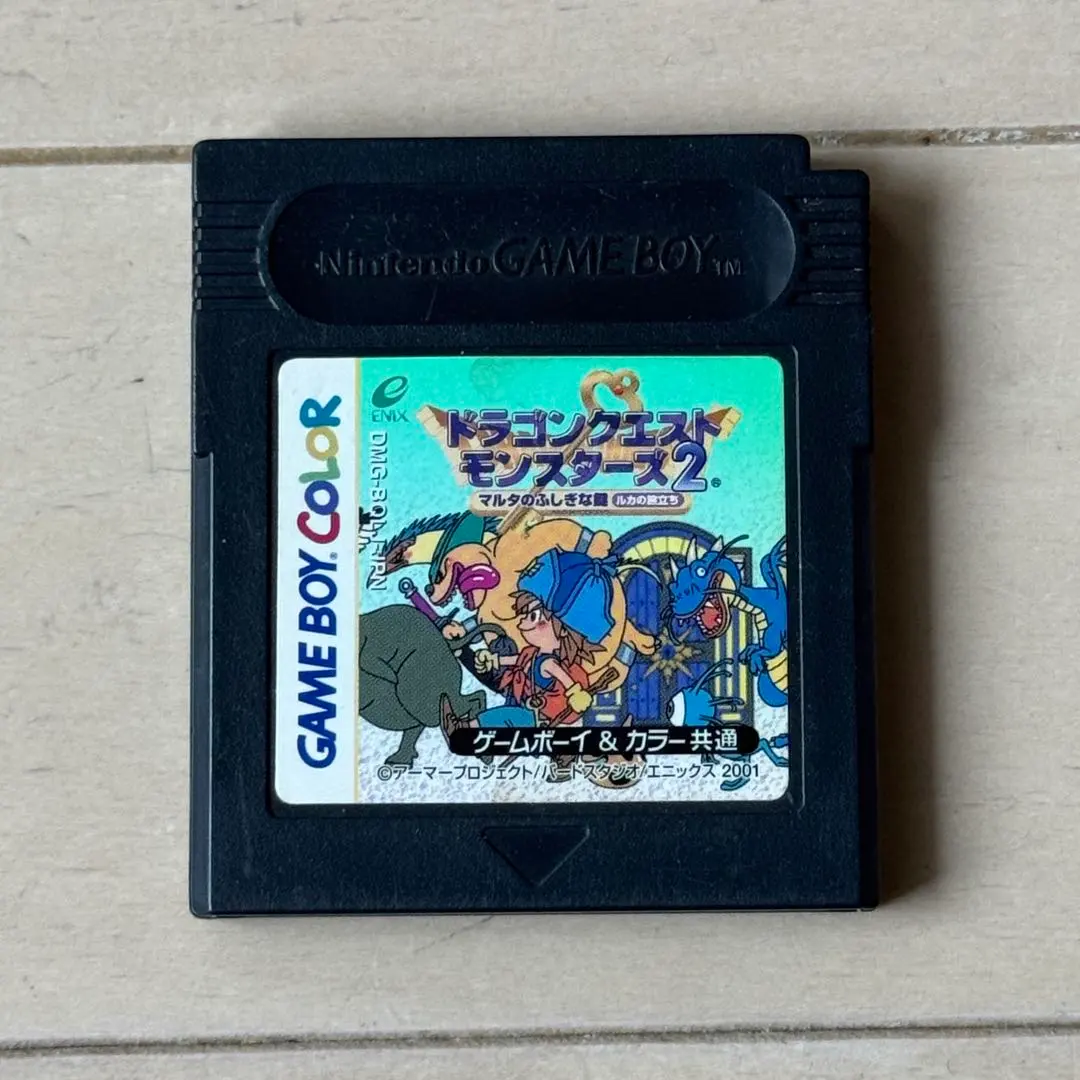 Nintendo GAME BOY TM
ENIX
ドラゴンクエスト
モンスターズ2®
マルタのふしぎな鍵 ルカの旅立ち
GAME BOY COLOR
ゲームボーイ & カラー共通
©アーマープロジェクト/バードスタジオ/エニックス 2001